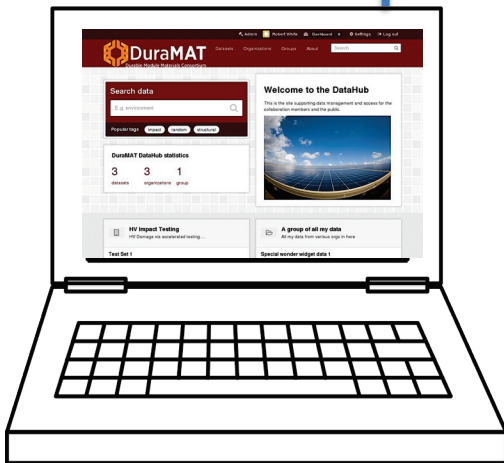 Admin Robert White Dashboard Settings Log out
DuraMAT
Durable Module Materials Consortium
Datasets Organizations Groups About Search
Search data
E.g. environment
Popular tags impact random structural
Welcome to the DataHub
This is the site supporting data management and access for the
collaboration members and the public.
DuraMAT DataHub statistics
3 3 1
datasets organizations group
HV Impact Testing
HV Damage via accelerated testing...
Test Set 1
A group of all my data
All my data from various orgs in here
Special wonder widget data 1